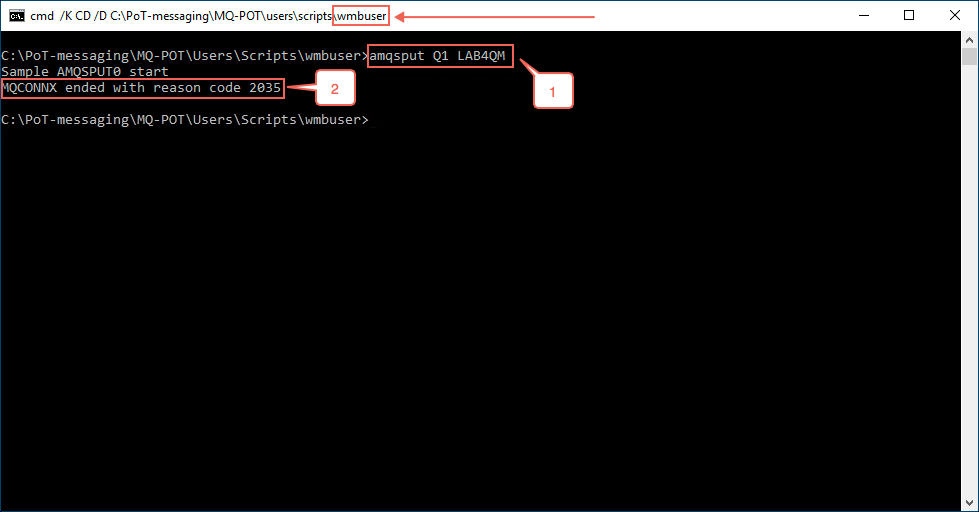 cmd /K CD /D C:\PoT-messaging\MQ-POT\users\scripts\wmbuser
C:\PoT-messaging\MQ-POT\Users\Scripts\wmbuser>amqsput Q1 LAB4QM
Sample AMQSPUT0 start
MQCONNX ended with reason code 2035
2
1
C:\PoT-messaging\MQ-POT\Users\Scripts\wmbuser>